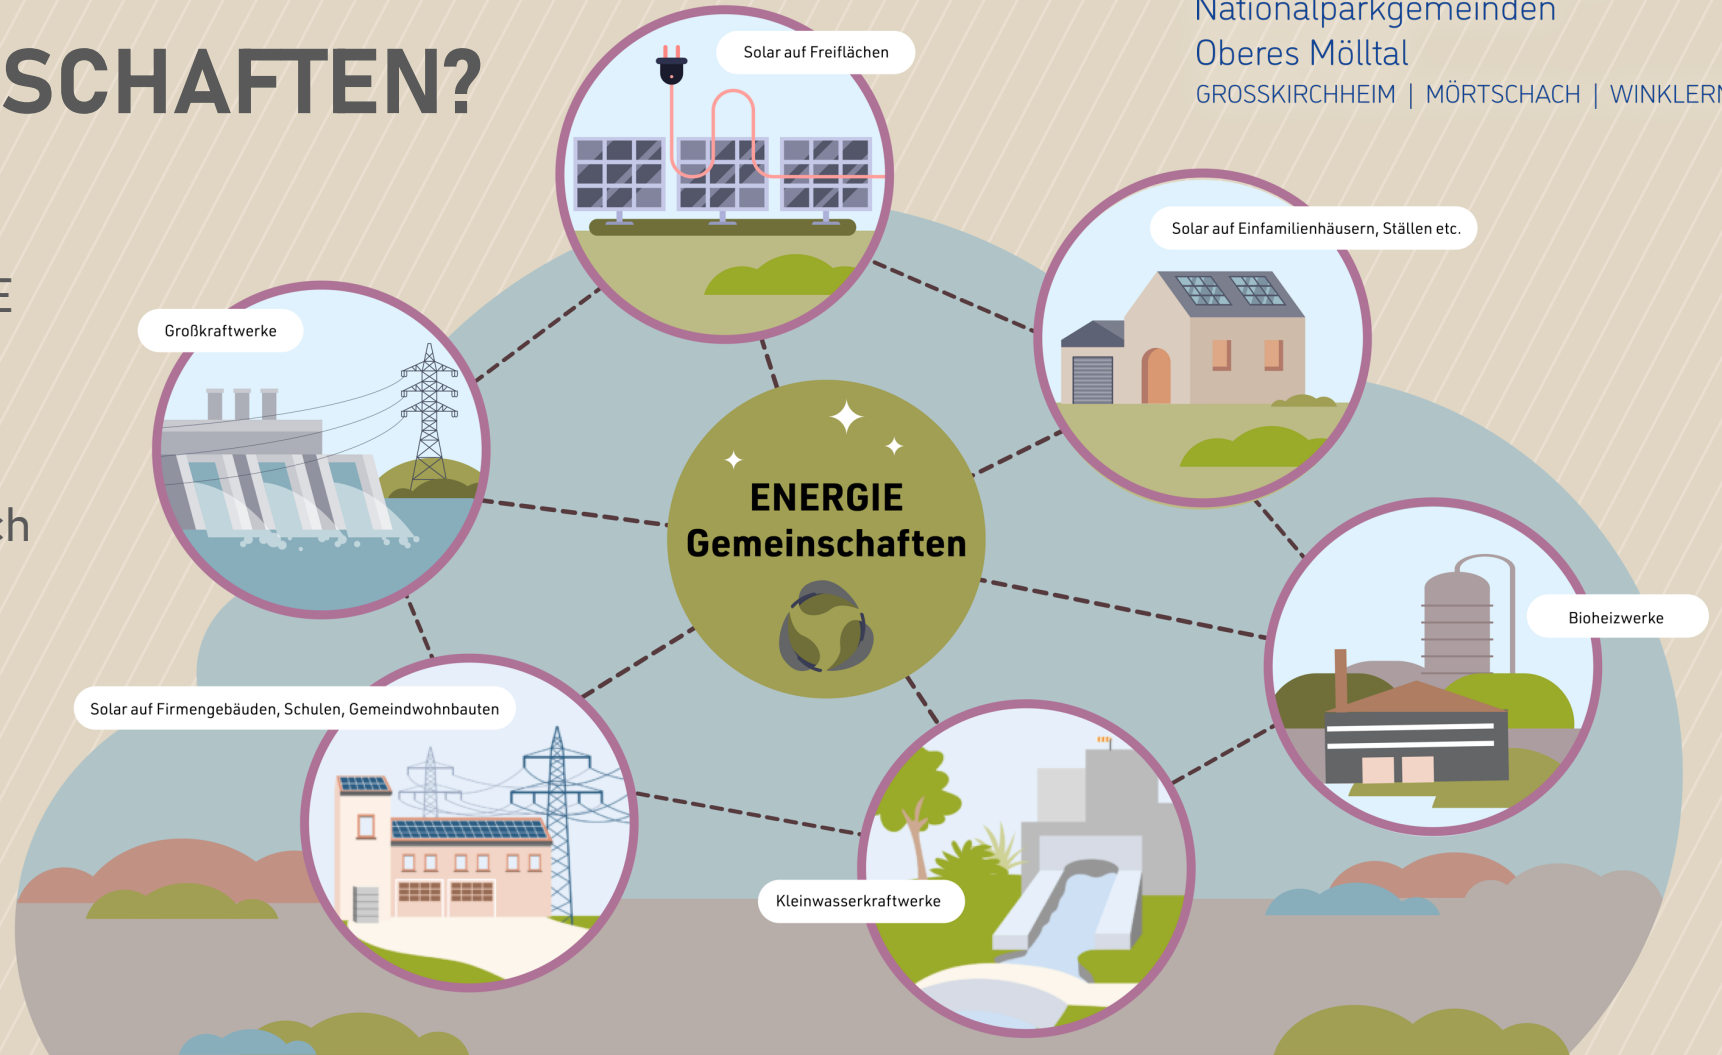 SCHAFTEN?
Nationalparkgemeinden
Oberes Mölltal
GROSSKIRCHHEIM | MÖRTSCHACH | WINKLERN
E
ch
Solar auf Freiflächen
Solar auf Einfamilienhäusern, Ställen etc.
Großkraftwerke
ENERGIE
Gemeinschaften
Bioheizwerke
Solar auf Firmengebäuden, Schulen, Gemeindwohnbauten
Kleinwasserkraftwerke